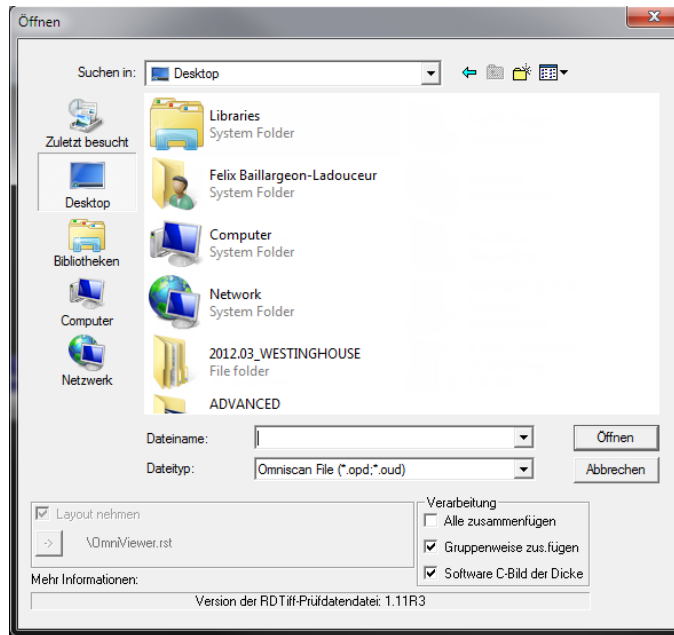 Öffnen
Suchen in:
Desktop
Zuletzt besucht
Desktop
Bibliotheken
Computer
Netzwerk
Libraries
System Folder
Felix Baillargeon-Ladouceur
System Folder
Computer
System Folder
Network
System Folder
2012.03_WESTINGHOUSE
File folder
ADVANCED
Dateiname:
Öffnen
Dateityp:
Omniscan File (*.opd;*.oud)
Abbrechen
Layout nehmen
-> \OmniViewer.rst
Verarbeitung
Alle zusammenfügen
Gruppenweise zus.fügen
Software C-Bild der Dicke
Mehr Informationen:
Version der RDTiff-Prüfdatendatei: 1.11R3